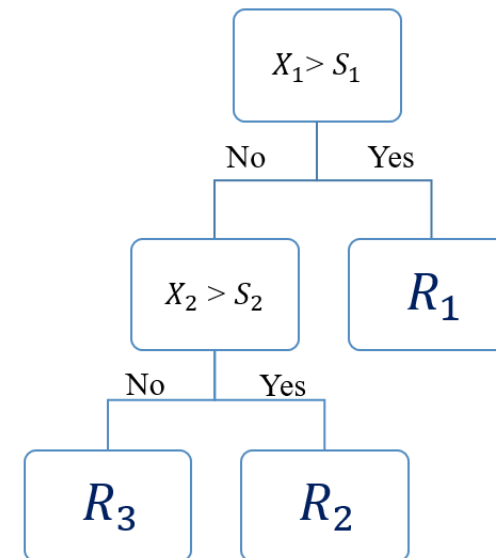 X₁ > S₁
No Yes
X₂ > S₂
R₁
No Yes
R₃
R₂